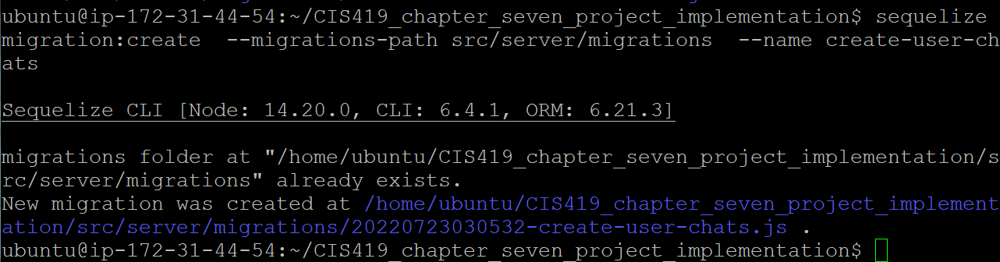 ubuntu@ip-172-31-44-54:~/CIS419_chapter_seven_project_implementation$ sequelize
migration:create  --migrations-path src/server/migrations  --name create-user-ch
ats
Sequelize CLI [Node: 14.20.0, CLI: 6.4.1, ORM: 6.21.3]
migrations folder at "/home/ubuntu/CIS419_chapter_seven_project_implementation/s
rc/server/migrations" already exists.
New migration was created at /home/ubuntu/CIS419_chapter_seven_project_implement
ation/src/server/migrations/20220723030532-create-user-chats.js .
ubuntu@ip-172-31-44-54:~/CIS419_chapter_seven_project_implementation$